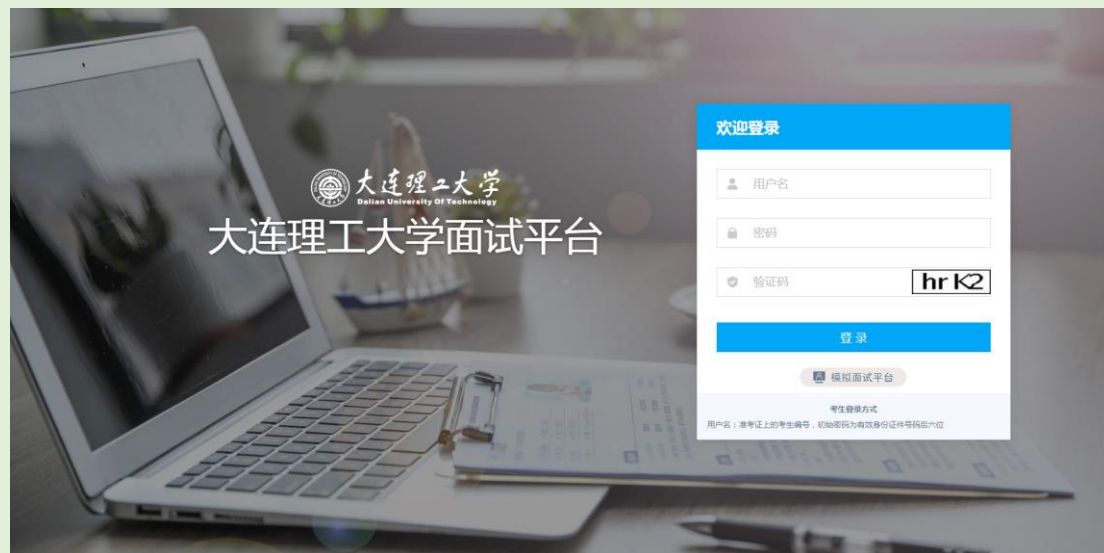 大连理工大学
Dalian University Of Technology
大连理工大学面试平台
欢迎登录
用户名
密码
验证码
hrK2
登 录
模拟面试平台
考生登录方式
用户名：准考证上的考生编号，初始密码为有效身份证件号码后六位